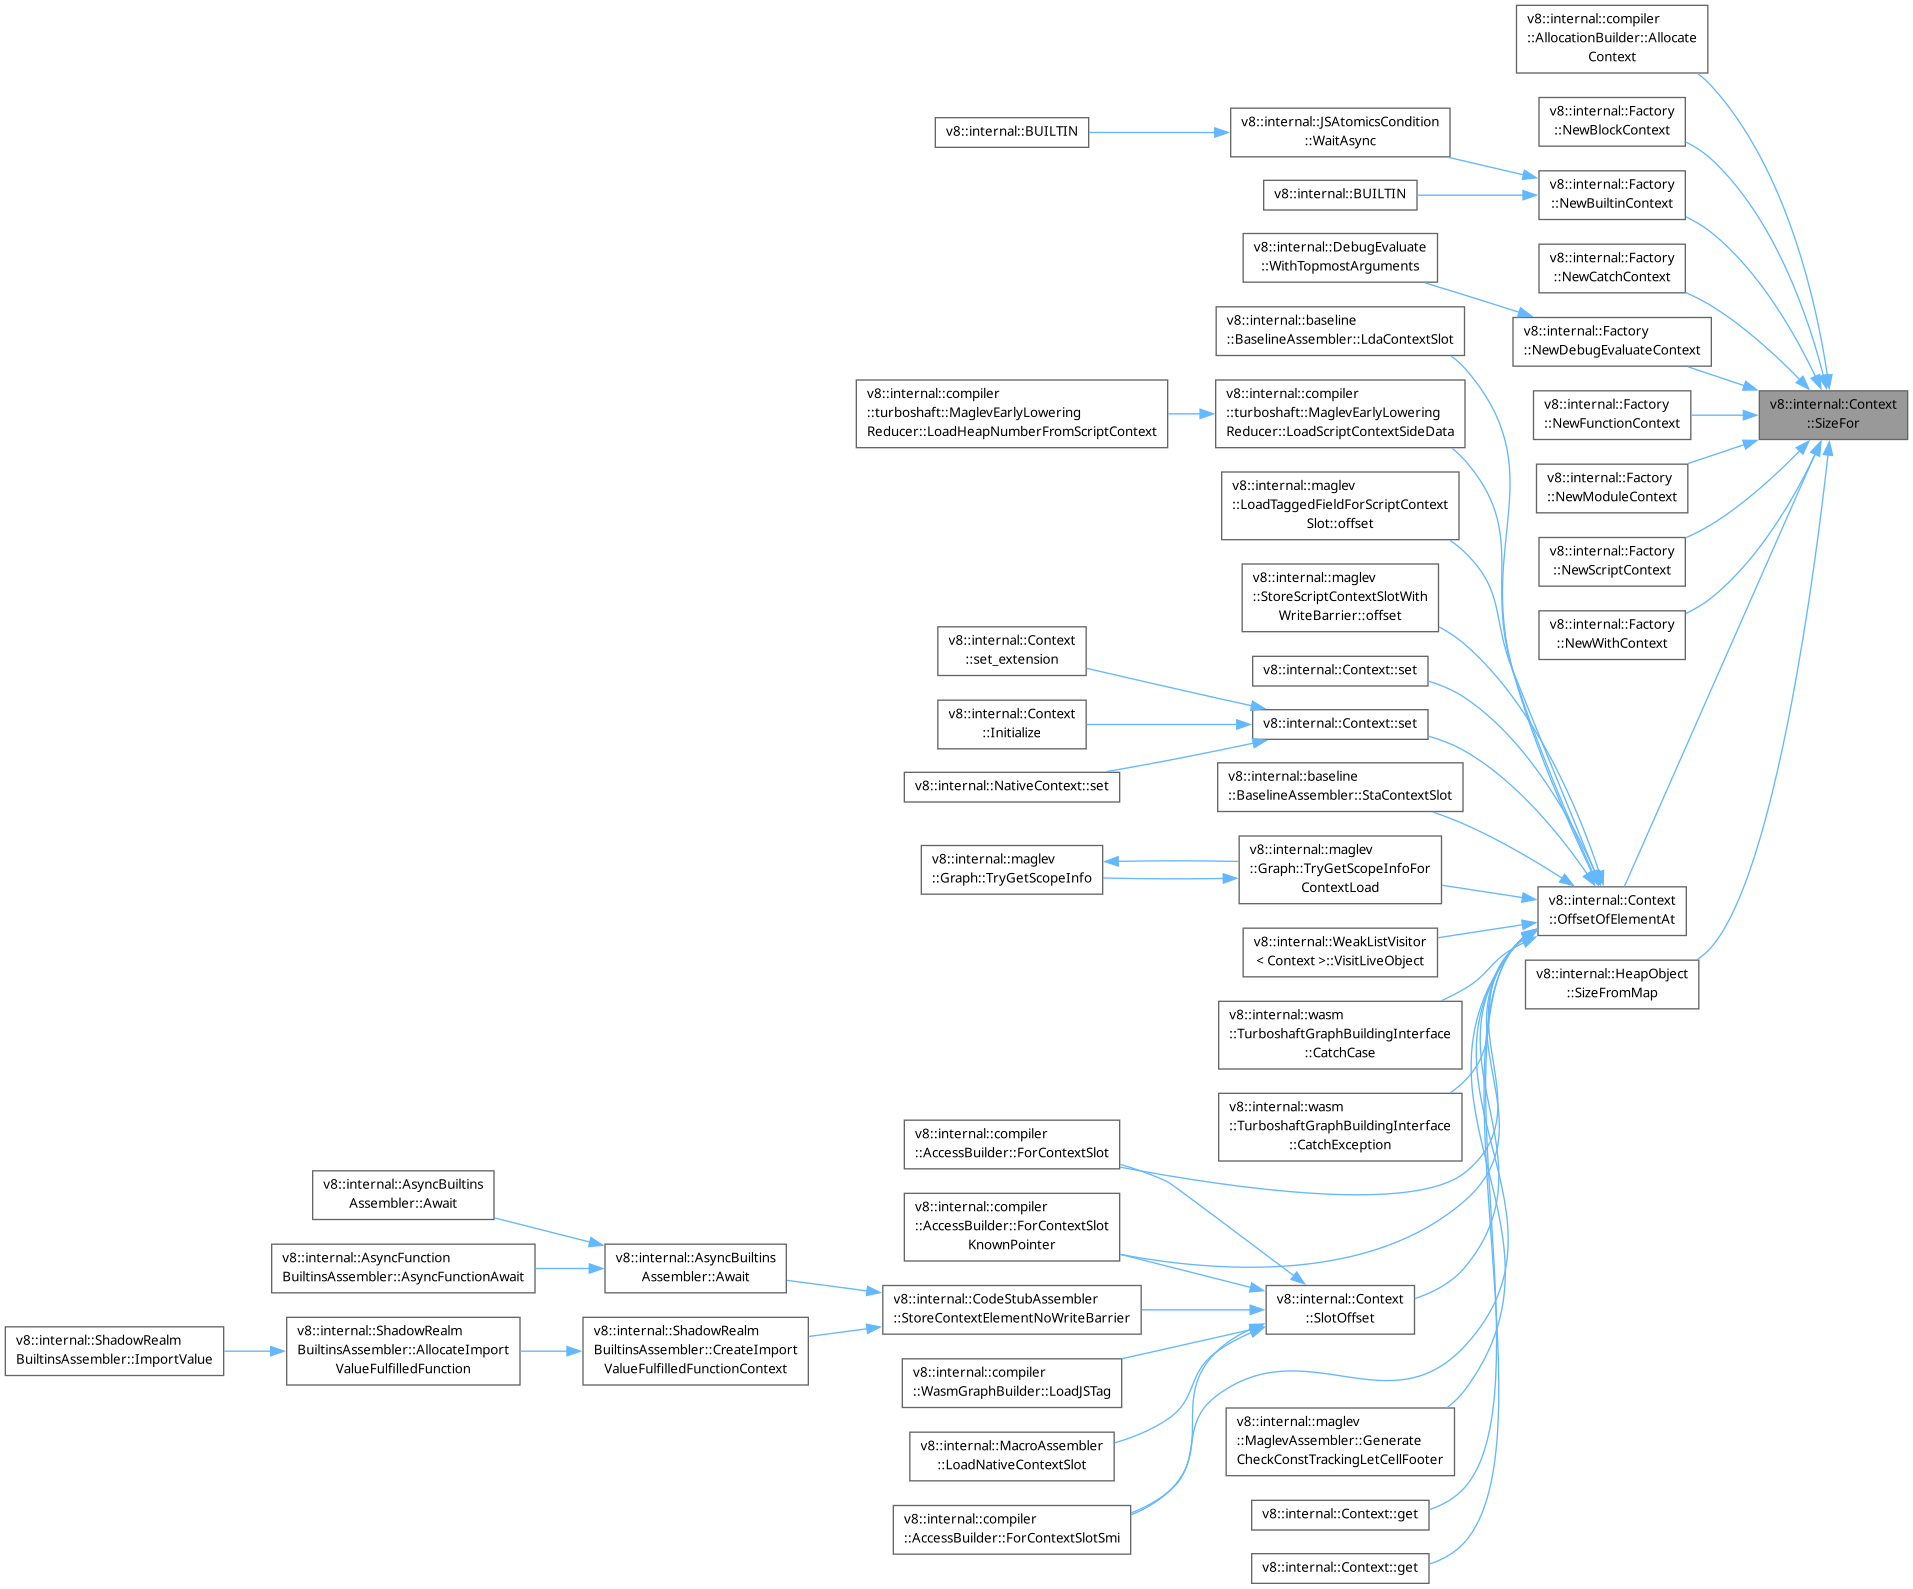 v8::internal::compiler
::AllocationBuilder::Allocate
Context
v8::internal::Factory
::NewBlockContext
v8::internal::BUILTIN
v8::internal::JSAtomicsCondition
::WaitAsync
v8::internal::BUILTIN
v8::internal::Factory
::NewBuiltinContext
v8::internal::DebugEvaluate
::WithTopmostArguments
v8::internal::Factory
::NewCatchContext
v8::internal::baseline
::BaselineAssembler::LdaContextSlot
v8::internal::Factory
::NewDebugEvaluateContext
v8::internal::compiler
::turboshaft::MaglevEarlyLowering
Reducer::LoadHeapNumberFromScriptContext
v8::internal::compiler
::turboshaft::MaglevEarlyLowering
Reducer::LoadScriptContextSideData
v8::internal::Factory
::NewFunctionContext
v8::internal::Context
::SizeFor
v8::internal::maglev
::LoadTaggedFieldForScriptContext
Slot::offset
v8::internal::Factory
::NewModuleContext
v8::internal::Factory
::NewScriptContext
v8::internal::maglev
::StoreScriptContextSlotWith
WriteBarrier::offset
v8::internal::Factory
::NewWithContext
v8::internal::Context
::set_extension
v8::internal::Context::set
v8::internal::Context
::Initialize
v8::internal::Context::set
v8::internal::NativeContext::set
v8::internal::baseline
::BaselineAssembler::StaContextSlot
v8::internal::maglev
::Graph::TryGetScopeInfo
v8::internal::maglev
::Graph::TryGetScopeInfoFor
ContextLoad
v8::internal::Context
::OffsetOfElementAt
v8::internal::WeakListVisitor
< Context >::VisitLiveObject
v8::internal::HeapObject
::SizeFromMap
v8::internal::wasm
::TurboshaftGraphBuildingInterface
::CatchCase
v8::internal::wasm
::TurboshaftGraphBuildingInterface
::CatchException
v8::internal::compiler
::AccessBuilder::ForContextSlot
v8::internal::AsyncBuiltins
Assembler::Await
v8::internal::compiler
::AccessBuilder::ForContextSlot
KnownPointer
v8::internal::AsyncFunction
BuiltinsAssembler::AsyncFunctionAwait
v8::internal::AsyncBuiltins
Assembler::Await
v8::internal::CodeStubAssembler
::StoreContextElementNoWriteBarrier
v8::internal::Context
::SlotOffset
v8::internal::ShadowRealm
BuiltinsAssembler::ImportValue
v8::internal::ShadowRealm
BuiltinsAssembler::AllocateImport
ValueFulfilledFunction
v8::internal::ShadowRealm
BuiltinsAssembler::CreateImport
ValueFulfilledFunctionContext
v8::internal::compiler
::WasmGraphBuilder::LoadJSTag
v8::internal::MacroAssembler
::LoadNativeContextSlot
v8::internal::maglev
::MaglevAssembler::Generate
CheckConstTrackingLetCellFooter
v8::internal::compiler
::AccessBuilder::ForContextSlotSmi
v8::internal::Context::get
v8::internal::Context::get